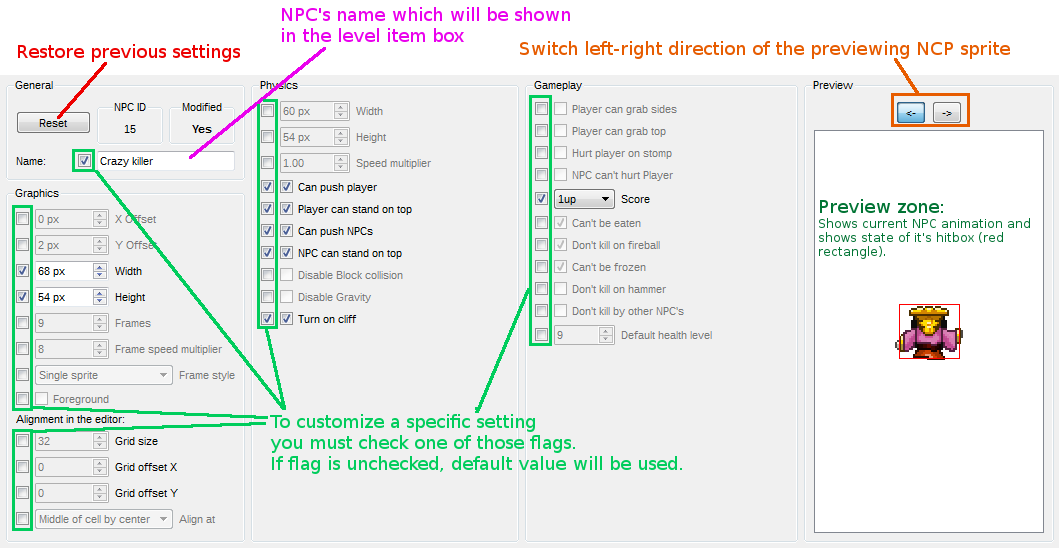 NPC's name which will be shown
in the level item box
Restore previous settings
Switch left-right direction of the previewing NCP sprite
General
NPC ID
15
Modified
Yes
Reset
Name:
Crazy killer
Graphics
0 px
X Offset
2 px
Y Offset
68 px
Width
54 px
Height
9
Frames
8
Frame speed multiplier
Single sprite
Frame style
Foreground
Alignment in the editor:
32
Grid size
0
Grid offset X
0
Grid offset Y
Middle of cell by center
Align at
Physics
60 px
Width
54 px
Height
1.00
Speed multiplier
Can push player
Player can stand on top
Can push NPCs
NPC can stand on top
Disable Block collision
Disable Gravity
Turn on cliff
Gameplay
Player can grab sides
Player can grab top
Hurt player on stomp
NPC can't hurt Player
1up
Score
Can't be eaten
Don't kill on fireball
Can't be frozen
Don't kill on hammer
Don't kill by other NPC's
9
Default health level
To customize a specific setting
you must check one of those flags.
If flag is unchecked, default value will be used.
Preview
<-
->
Preview zone:
Shows current NPC animation and
shows state of it's hitbox (red
rectangle).